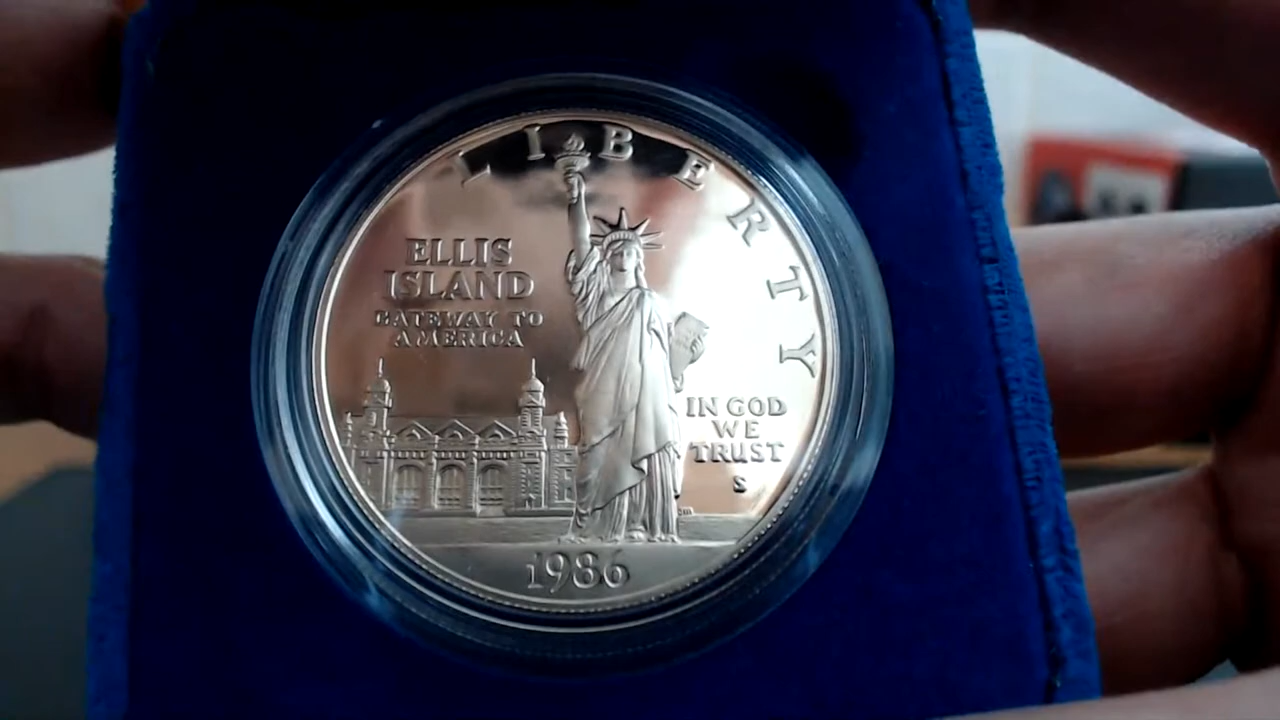 LIBERTY
ELLIS
ISLAND
GATEWAY TO
AMERICA
IN GOD
WE
TRUST
S
1986